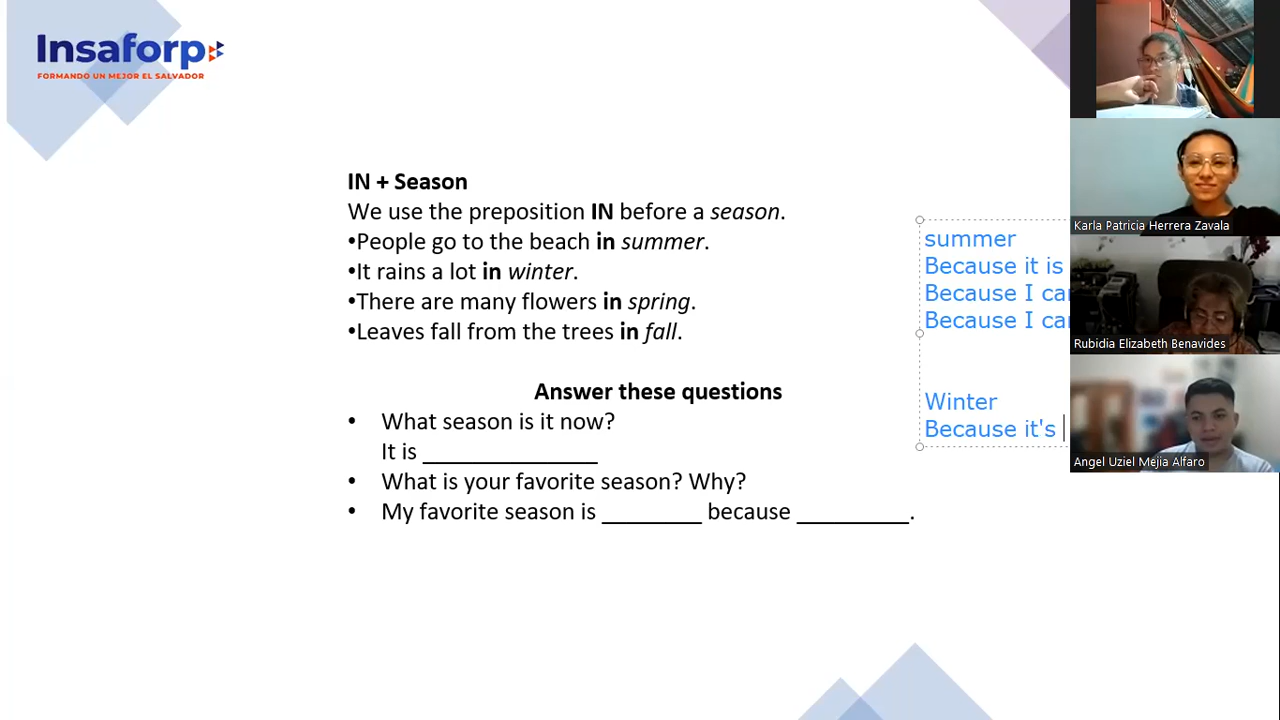 Insaforp
FORMANDO UN MEJOR EL SALVADOR
IN + Season
We use the preposition IN before a season.
•People go to the beach in summer.
•It rains a lot in winter.
•There are many flowers in spring.
•Leaves fall from the trees in fall.
Answer these questions
• What season is it now?
It is ______________
• What is your favorite season? Why?
• My favorite season is ________ because _________.
summer
Because it is
Because I
Because I
Winter
Because it's
Karla Patricia Herrera Zavala
Rubidia Elizabeth Benavides
Angel Uziel Mejia Alfaro